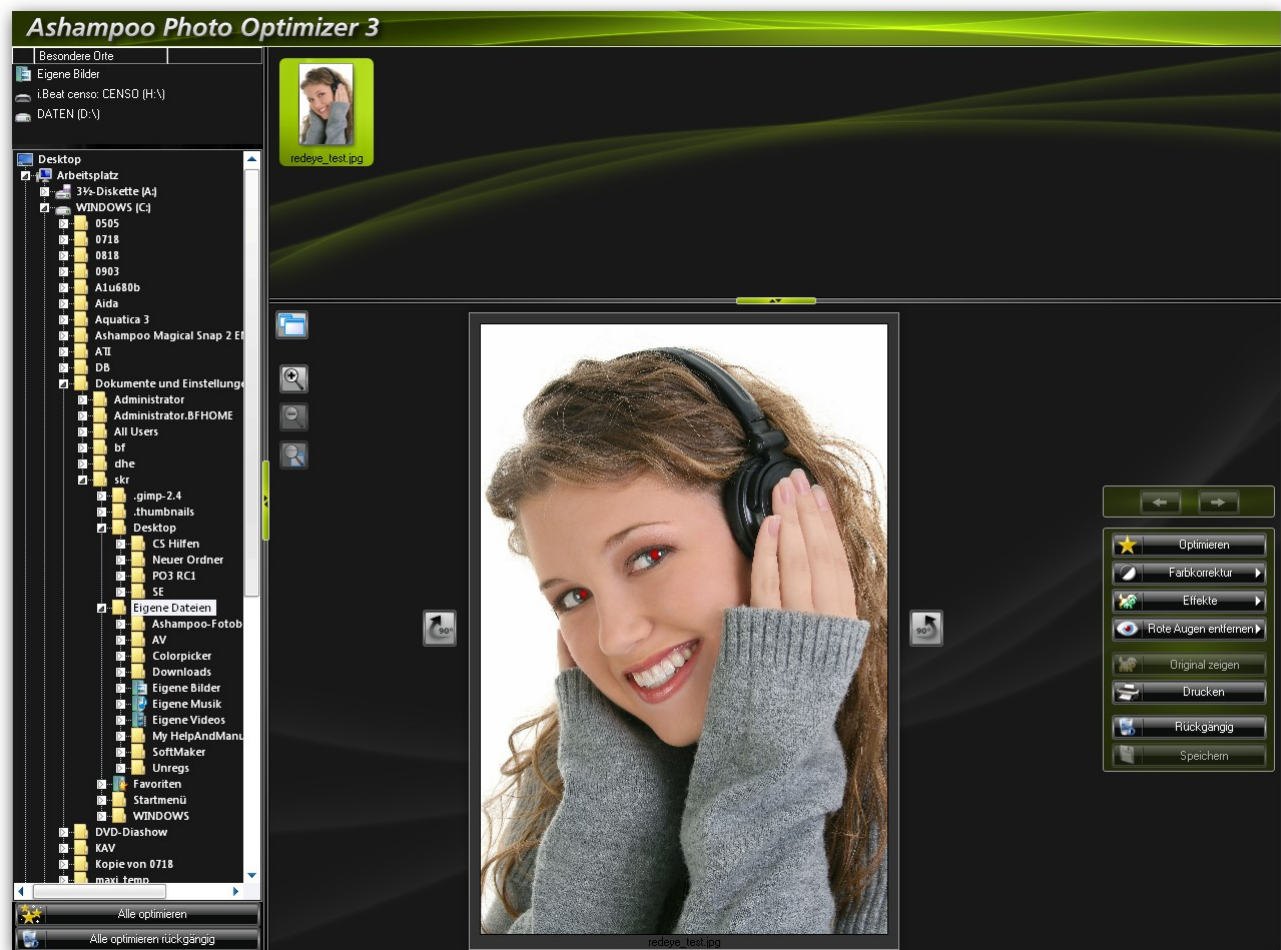 Ashampoo Photo Optimizer 3
Besondere Orte
Eigene Bilder
i.Beat censo: CENSO (H:\)
DATEN (D:\)
redeye_test.jpg
Desktop
Arbeitsplatz
3½-Diskette (A:)
WINDOWS (C:)
0505
0718
0818
0903
A1u680b
Aida
Aquatica 3
Ashampoo Magical Snap 2
ATI
DB
Dokumente und
Administrator
Administrator.BFHOME
All Users
bf
dhe
skr
.gimp-2.4
.thumbnails
Desktop
CS Hilfen
Neuer Ordner
PO3 RC1
SE
Eigene Dateien
Ashampoo-Fotob
AV
Colorpicker
Downloads
Eigene Bilder
Eigene Musik
Eigene Videos
My HelpAndManu
SoftMaker
Unregs
Favoriten
Startmenü
WINDOWS
DVD-Diashow
KAV
Kopie von 0718
maxi_temp
Alle optimieren
Alle optimieren rückgängig
90°
90°
redeye_test.jpg
Optimieren
Farbkorrektur
Effekte
Rote Augen entfernen
Original zeigen
Drucken
Rückgängig
Speichern